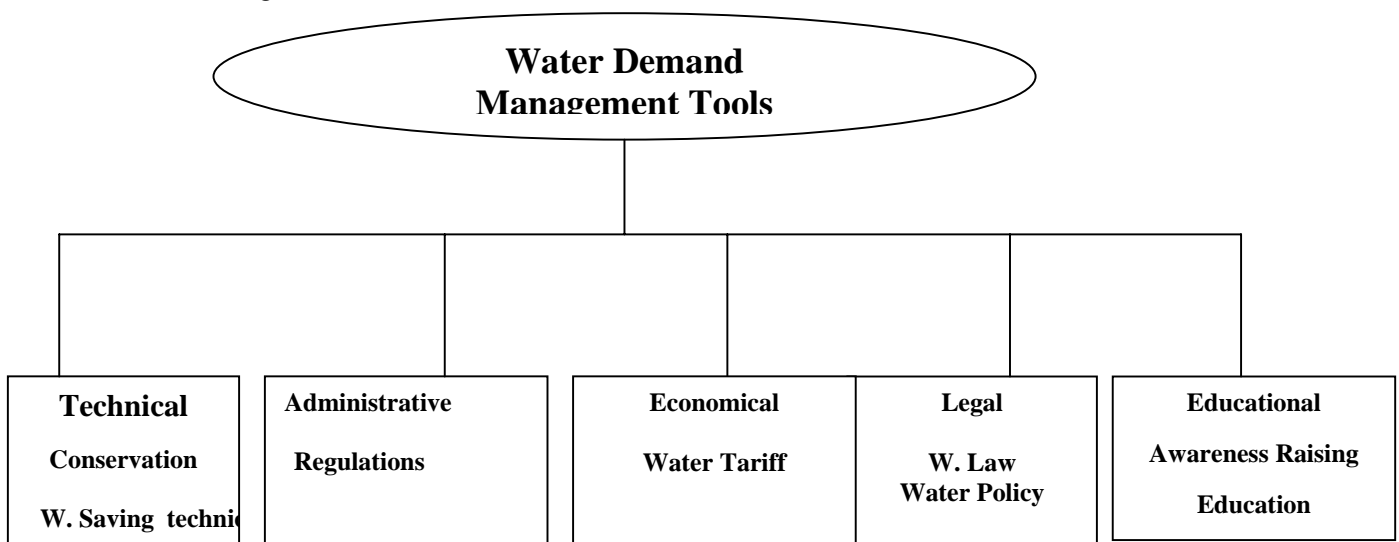 Water Demand
Management Tools
Technical
Conservation
W. Saving
Administrative
Regulations
Economical
Water Tariff
Legal
W. Law
Water Policy
Educational
Awareness Raising
Education